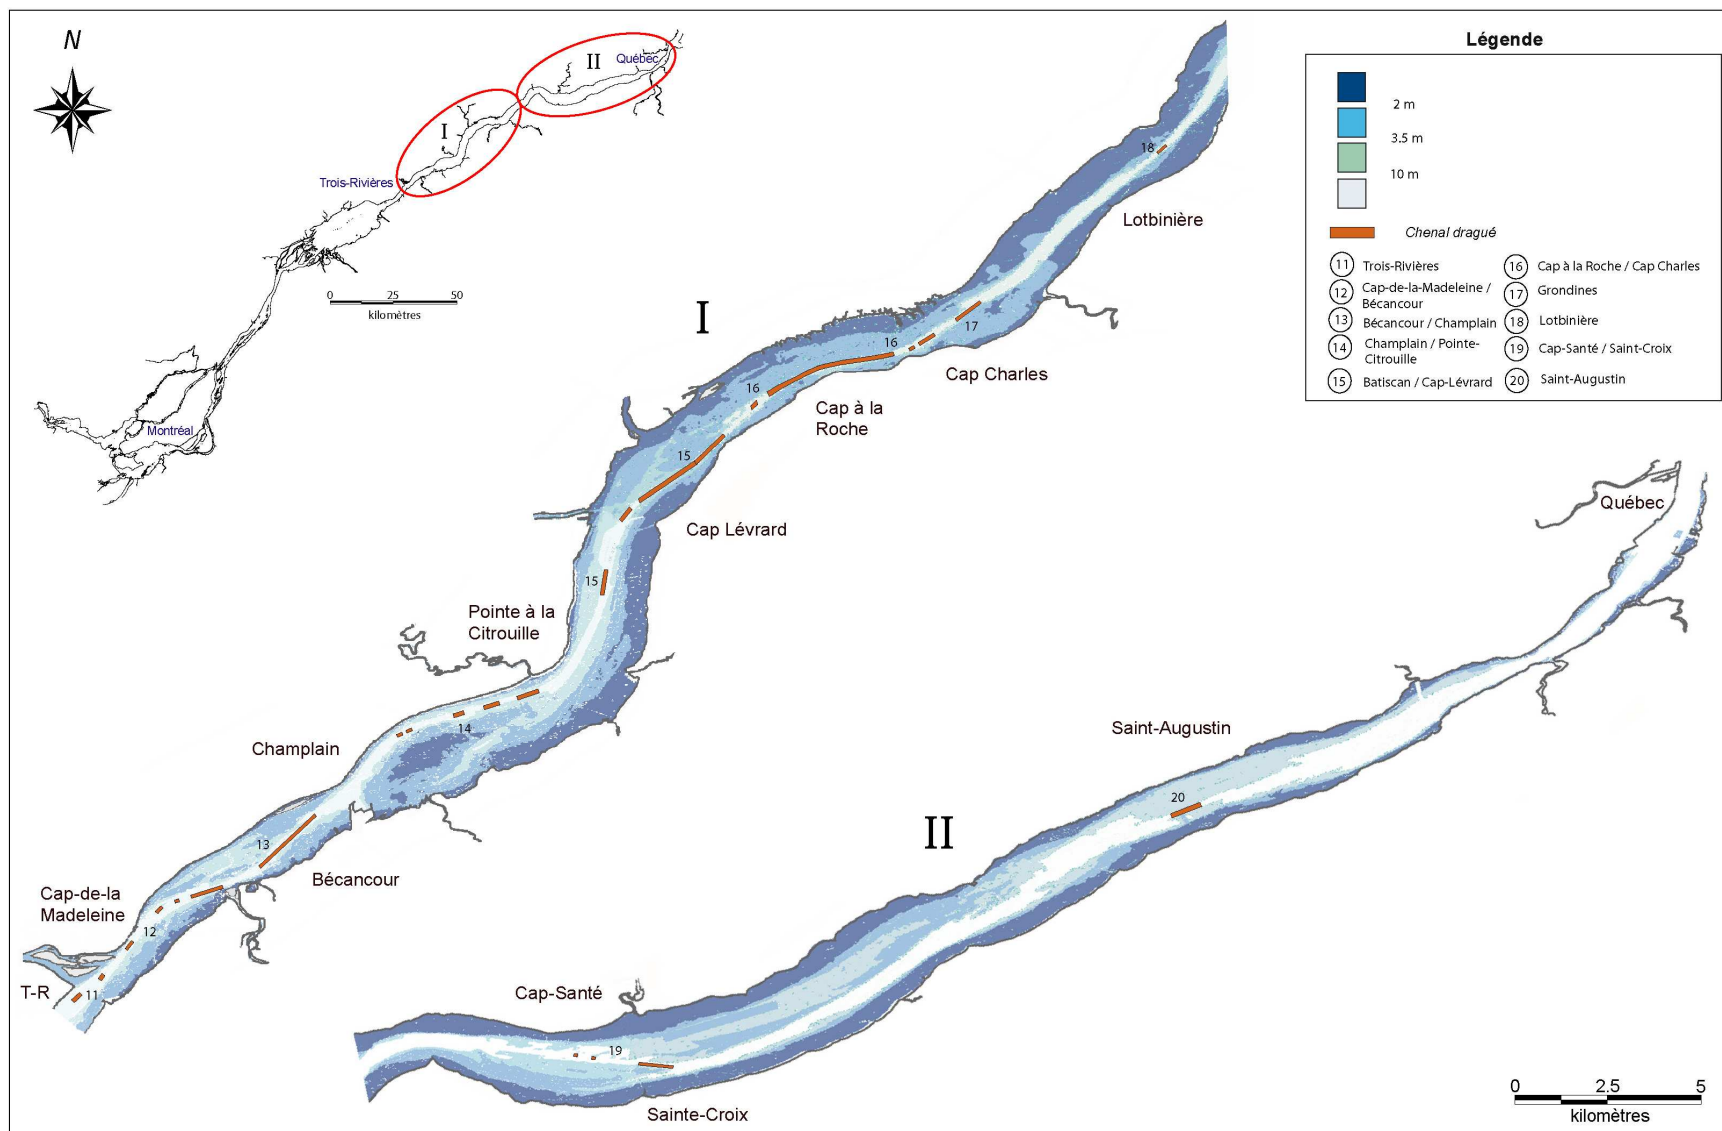 N
Québec
II
I
Trois-Rivières
0 25 50
kilomètres
Montréal
Légende
2 m
3.5 m
10 m
Chenal dragué
11 Trois-Rivières
12 Cap-de-la-Madeleine /
Bécancour
13 Bécancour / Champlain
14 Champlain / Pointe-
Citrouille
15 Batiscan / Cap-Lévrard
16 Cap à la Roche / Cap Charles
17 Grondines
18 Lotbinière
19 Cap-Santé / Saint-Croix
20 Saint-Augustin
I
18
Lotbinière
17
16
Cap Charles
16
Cap à la
Roche
15
Cap Lévrard
15
Pointe à la
Citrouille
14
Champlain
13
Bécancour
Cap-de-la
Madeleine
12
T-R
11
II
Québec
Saint-Augustin
20
Cap-Santé
19
Sainte-Croix
0 2.5 5
kilomètres